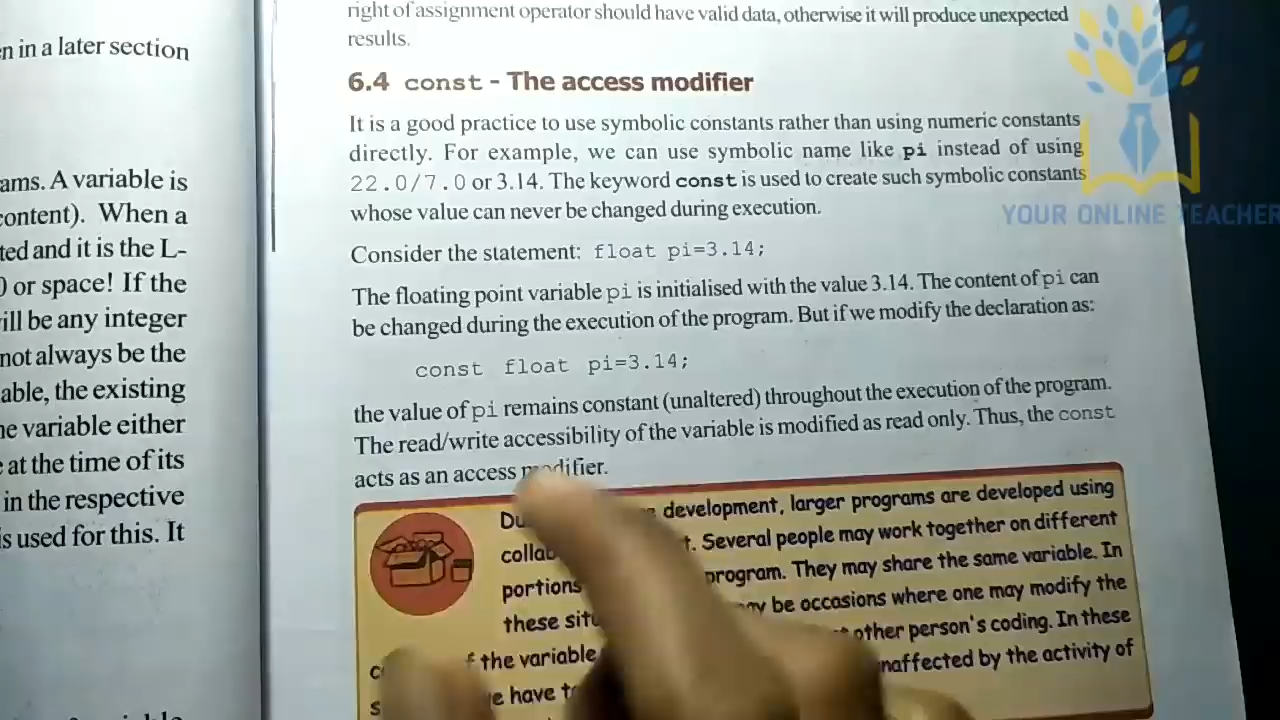 n in a later section
ams. A variable is
content). When a
ted and it is the L-
or space! If the
ill be any integer
not always be the
able, the existing
ne variable either
at the time of its
in the respective
is used for this. It
right of assignment operator should have valid data, otherwise it will produce unexpected
results.
6.4 const - The access modifier
It is a good practice to use symbolic constants rather than using numeric constants
directly. For example, we can use symbolic name like pi instead of using
22.0/7.0 or 3.14. The keyword const is used to create such symbolic constants
whose value can never be changed during execution.
Consider the statement: float pi=3.14;
The floating point variable pi is initialised with the value 3.14. The content of pi can
be changed during the execution of the program. But if we modify the declaration as:
const float pi=3.14;
the value of pi remains constant (unaltered) throughout the execution of the program.
The read/write accessibility of the variable is modified as read only. Thus, the const
acts as an access modifier.
development, larger programs are developed using
Several people may work together on different
portions program. They may share the same variable. In
these be occasions where one may modify the
the variable other person's coding. In these
have unaffected by the activity of
YOUR ONLINE TEACHER